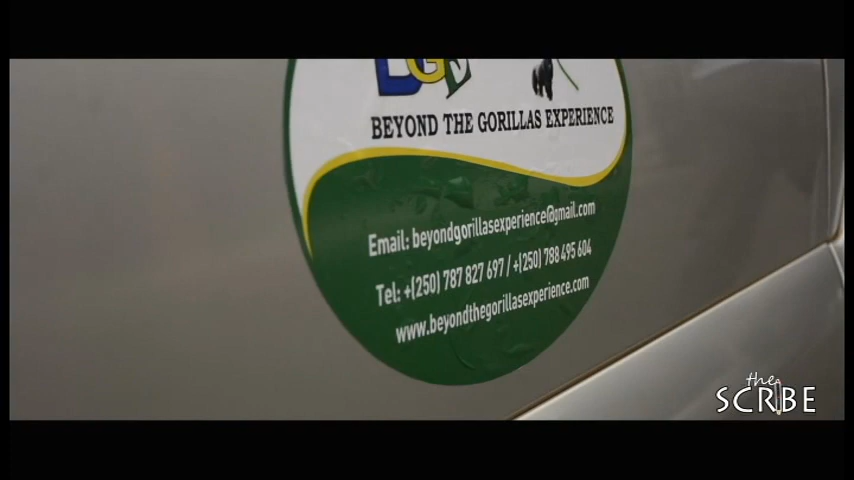 BGE
BEYOND THE GORILLAS EXPERIENCE
Email: beyondgorillasexperience@gmail.com
Tel: +(250) 787 827 697 / +(250) 788 495 604
www.beyondthegorillasexperience.com
the
SCRIBE